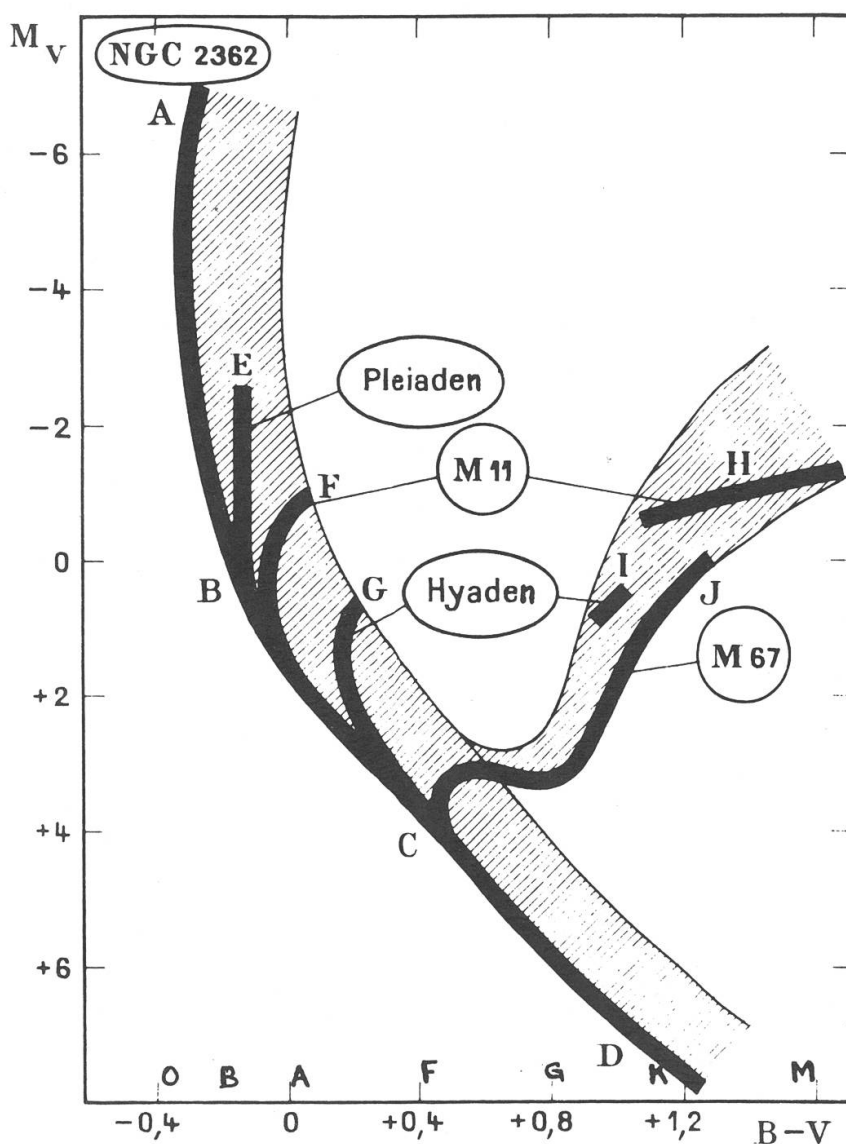 M V
NGC 2362
A
-6
-4
E
Pleiaden
-2
F
M 11
H
0
B
G
Hyaden
I
J
M 67
+2
+4
C
+6
D
O B A F G K M
-0,4 0 +0,4 +0,8 +1,2 B-V